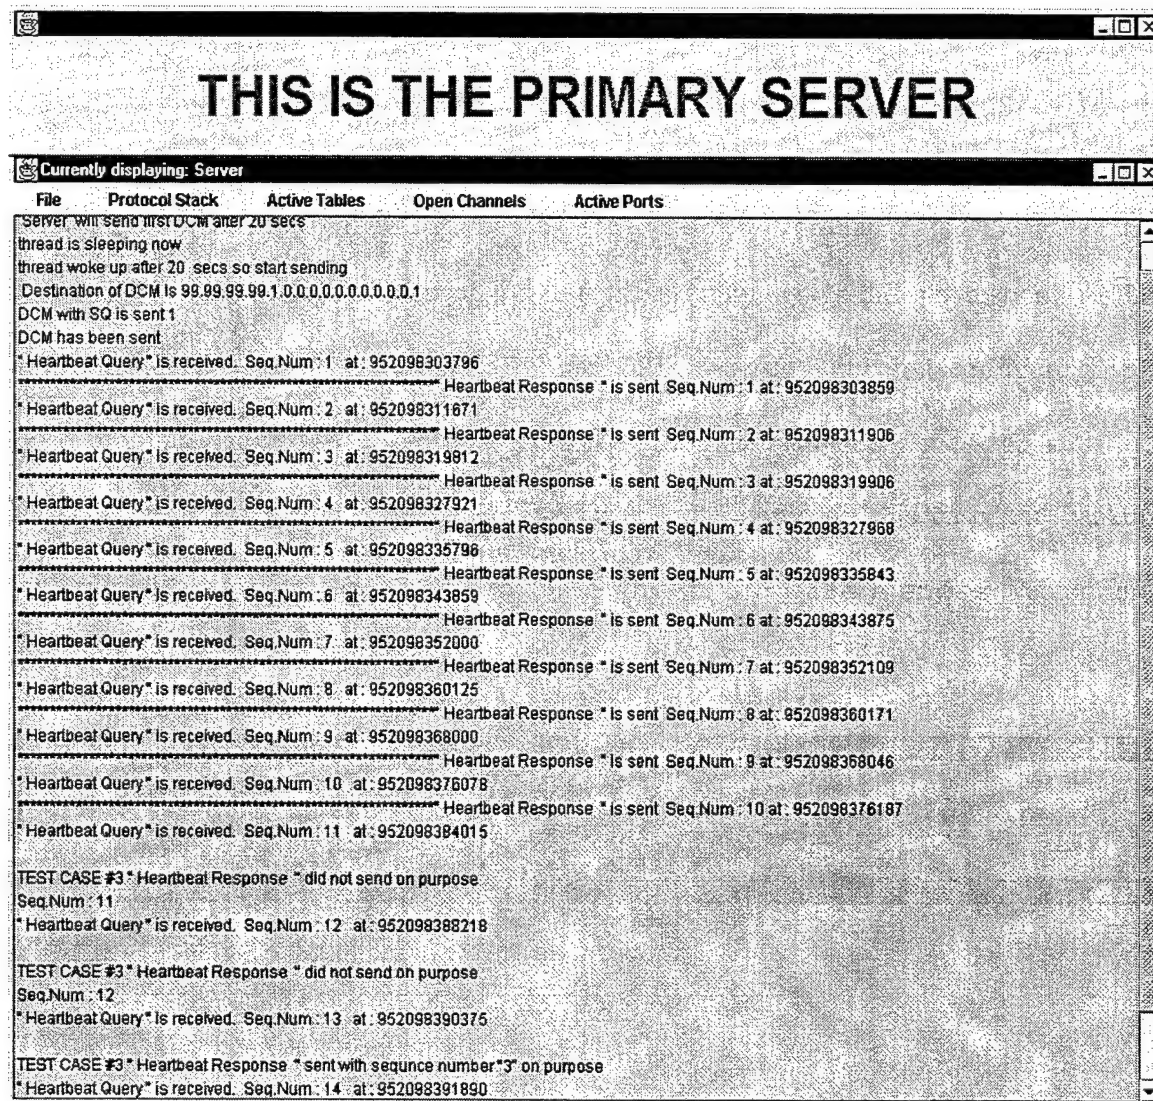 THIS IS THE PRIMARY SERVER
Currently displaying: Server
File Protocol Stack Active Tables Open Channels Active Ports
Server will send first DCM after 20 secs
thread is sleeping now
thread woke up after 20 secs so start sending
Destination of DCM is 99.99.99.99.1.0.0.0.0.0.0.0.0.0.0.1
DCM with SQ is sent 1
DCM has been sent
" Heartbeat Query " is received. Seq.Num : 1 at : 952098303796
" Heartbeat Response " is sent Seq.Num : 1 at : 952098303859
" Heartbeat Query " is received. Seq.Num : 2 at : 952098311671
" Heartbeat Response " is sent Seq.Num : 2 at : 952098311906
" Heartbeat Query " is received. Seq.Num : 3 at : 952098319812
" Heartbeat Response " is sent Seq.Num : 3 at : 952098319906
" Heartbeat Query " is received. Seq.Num : 4 at : 952098327921
" Heartbeat Response " is sent Seq.Num : 4 at : 952098327968
" Heartbeat Query " is received. Seq.Num : 5 at : 952098335796
" Heartbeat Response " is sent Seq.Num : 5 at : 952098335843
" Heartbeat Query " is received. Seq.Num : 6 at : 952098343859
" Heartbeat Response " is sent Seq.Num : 6 at : 952098343875
" Heartbeat Query " is received. Seq.Num : 7 at : 952098352000
" Heartbeat Response " is sent Seq.Num : 7 at : 952098352109
" Heartbeat Query " is received. Seq.Num : 8 at : 952098360125
" Heartbeat Response " is sent Seq.Num : 8 at : 952098360171
" Heartbeat Query " is received. Seq.Num : 9 at : 952098368000
" Heartbeat Response " is sent Seq.Num : 9 at : 952098368046
" Heartbeat Query " is received. Seq.Num : 10 at : 952098376078
" Heartbeat Response " is sent Seq.Num : 10 at : 952098376187
" Heartbeat Query " is received. Seq.Num : 11 at : 952098384015
TEST CASE #3 " Heartbeat Response " did not send on purpose
Seq.Num : 11
" Heartbeat Query " is received. Seq.Num : 12 at : 952098388218
TEST CASE #3 " Heartbeat Response " did not send on purpose
Seq.Num : 12
" Heartbeat Query " is received. Seq.Num : 13 at : 952098390375
TEST CASE #3 " Heartbeat Response " sent with sequnce number "3" on purpose
" Heartbeat Query " is received. Seq.Num : 14 at : 952098391890